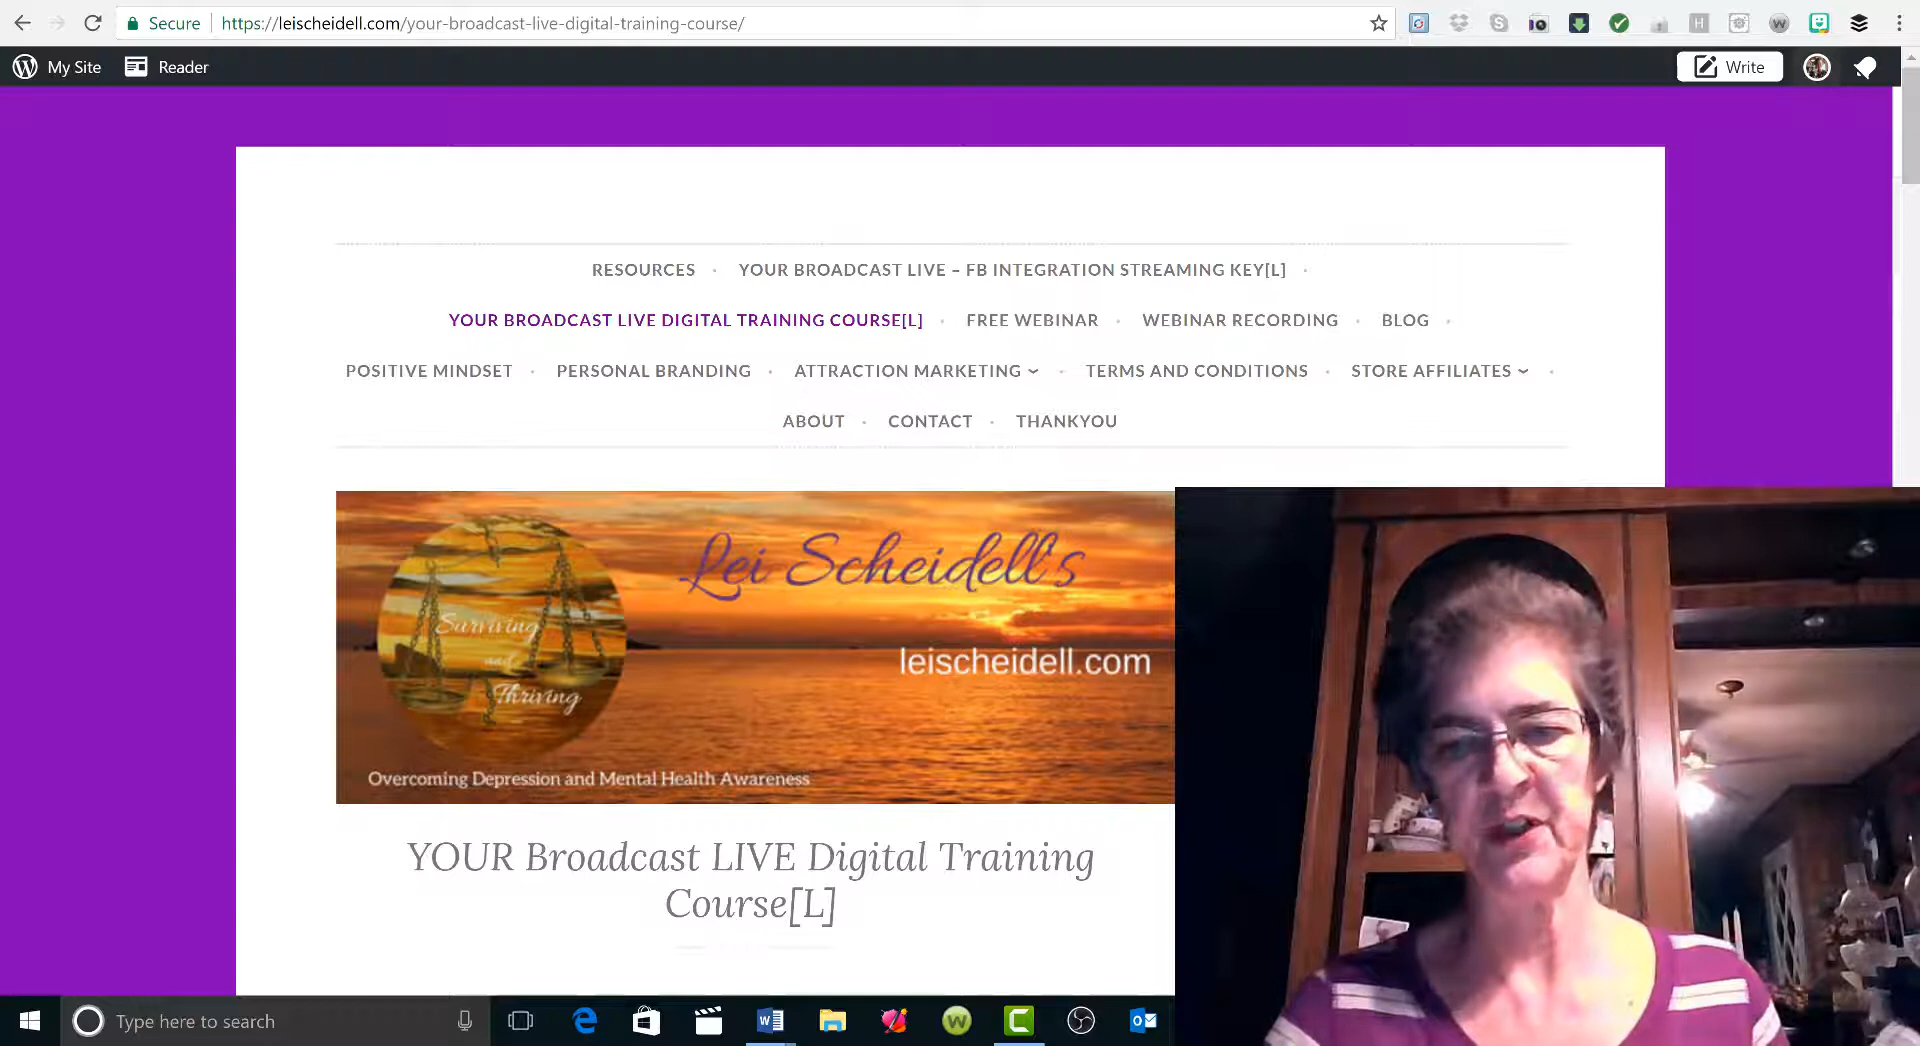 Secure https://leischeidell.com/your-broadcast-live-digital-training-course/
My Site Reader Write
RESOURCES YOUR BROADCAST LIVE – FB INTEGRATION STREAMING KEY[L]
YOUR BROADCAST LIVE DIGITAL TRAINING COURSE[L] FREE WEBINAR WEBINAR RECORDING BLOG
POSITIVE MINDSET PERSONAL BRANDING ATTRACTION MARKETING TERMS AND CONDITIONS STORE AFFILIATES
ABOUT CONTACT THANKYOU
Lei Scheidell's
Surviving
and
Thriving
leischeidell.com
Overcoming Depression and Mental Health Awareness
YOUR Broadcast LIVE Digital Training
Course[L]
Type here to search